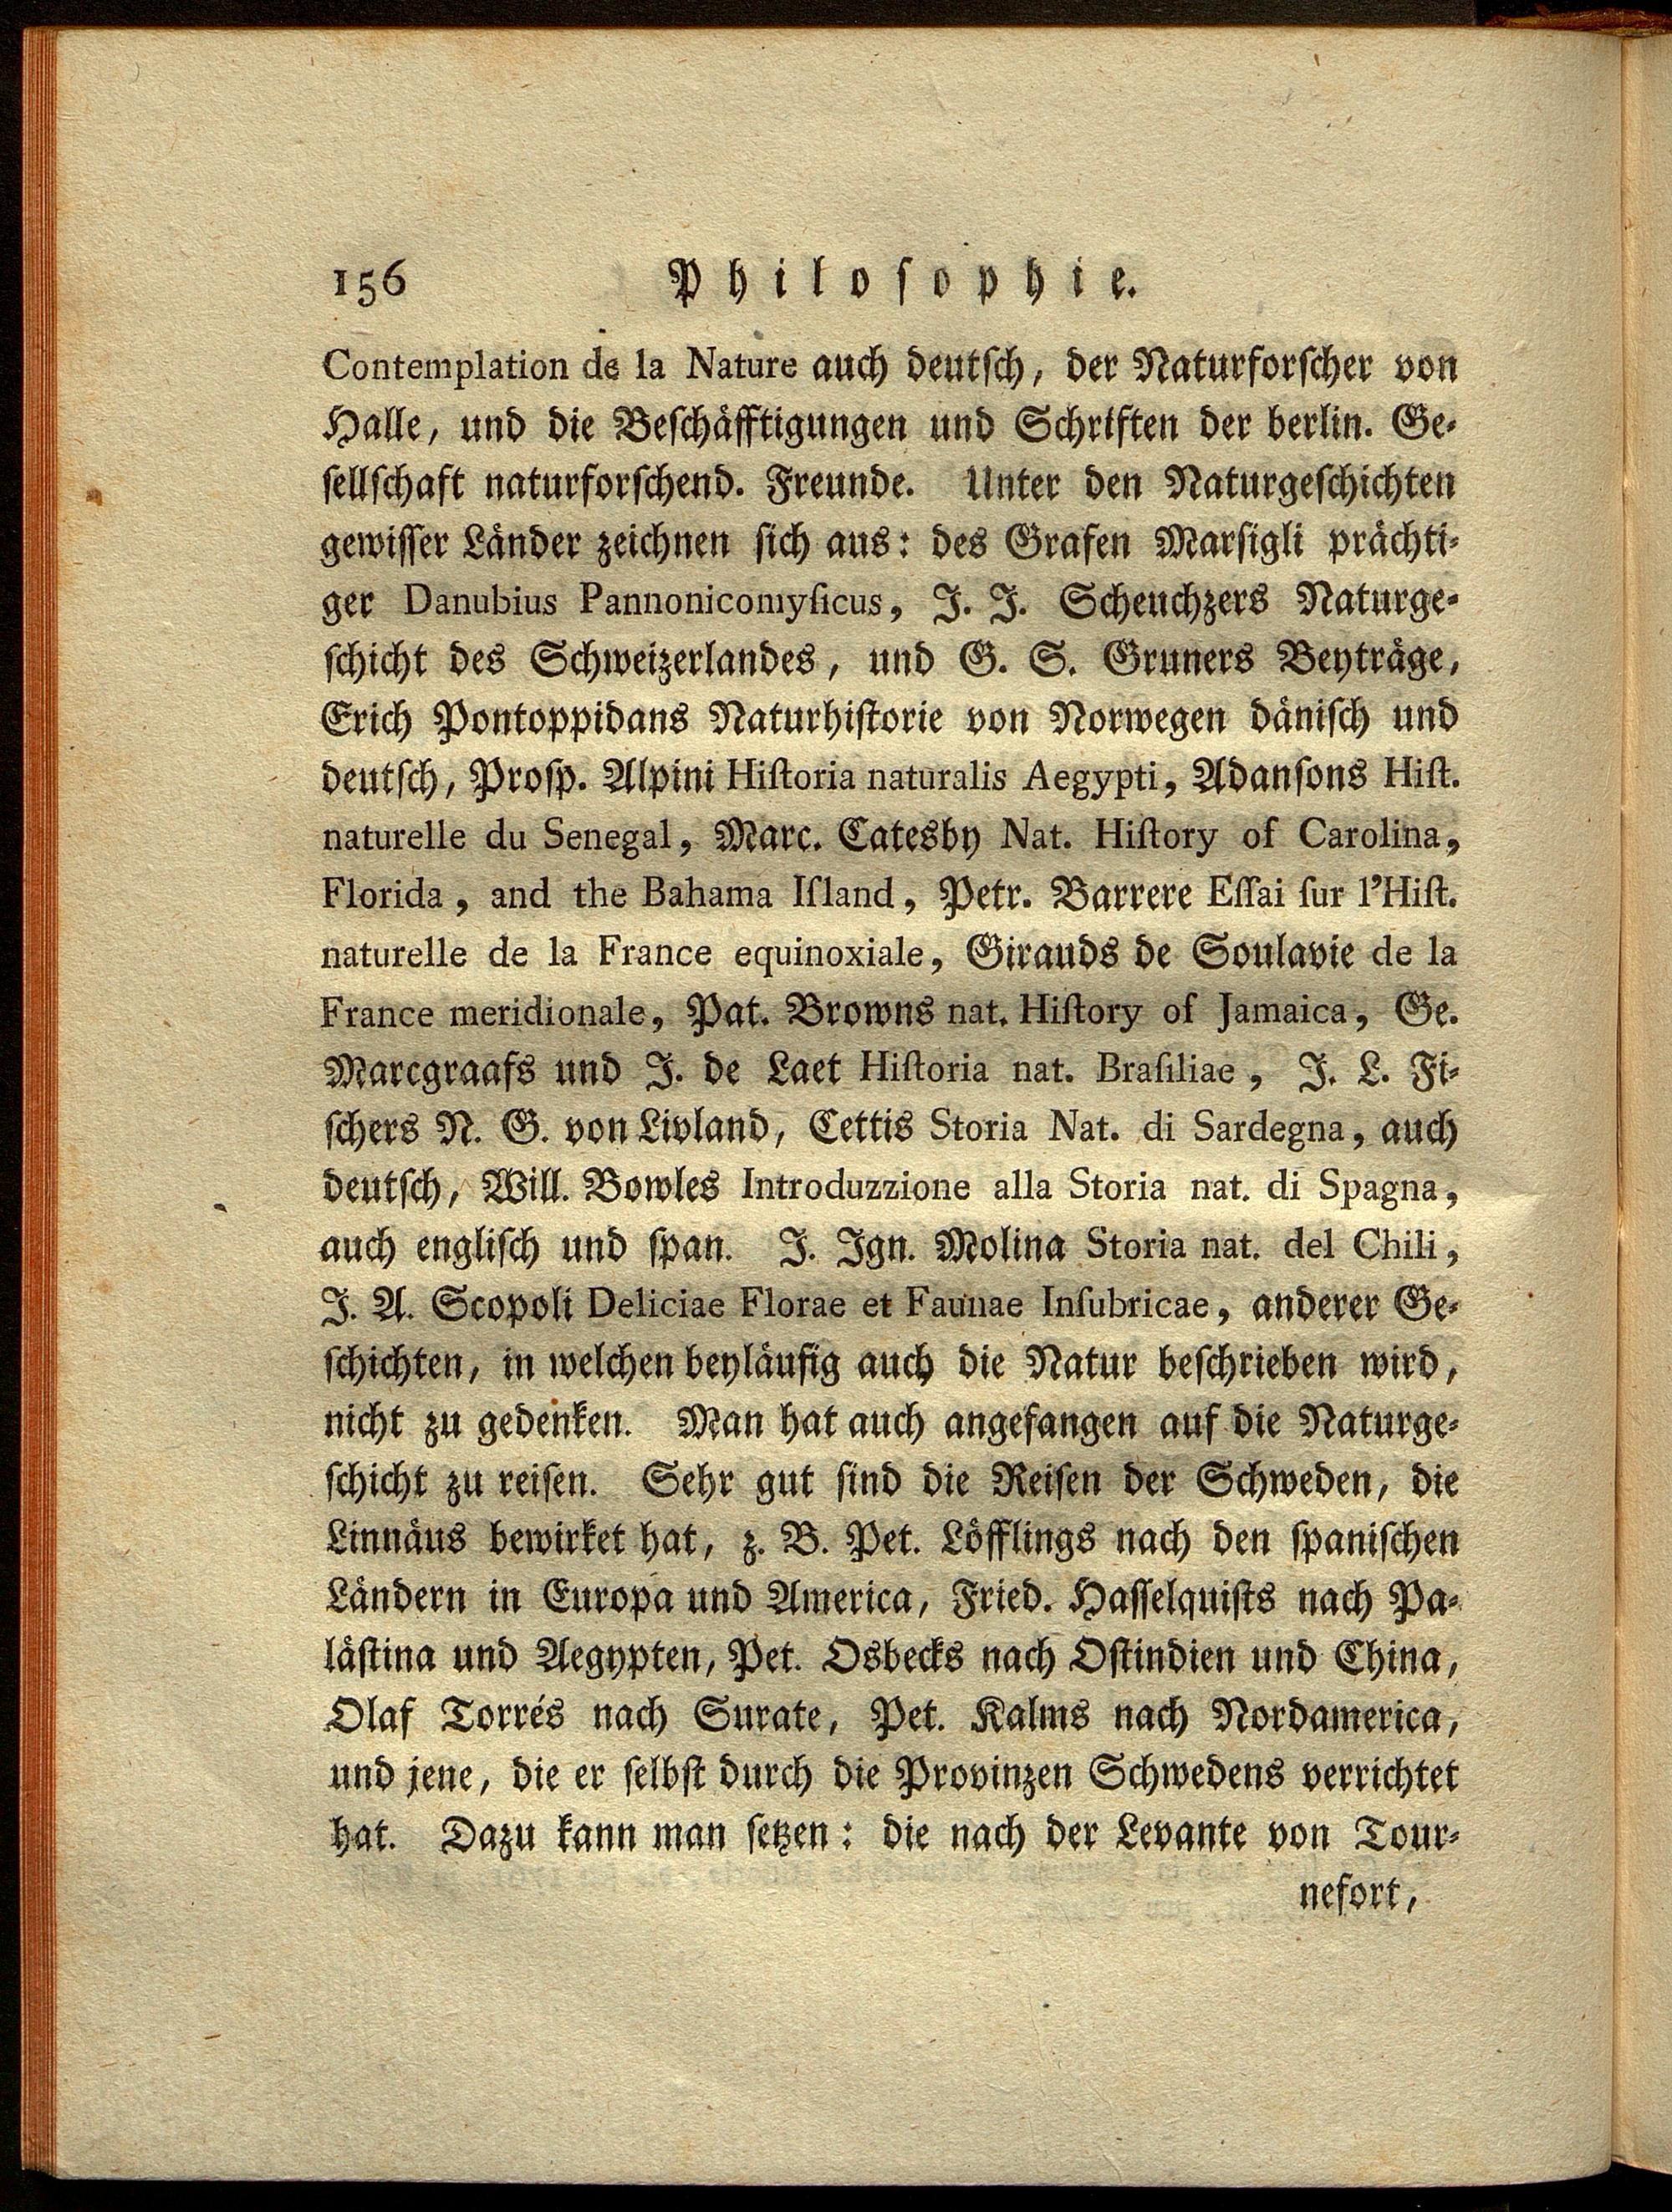 156 Philosophie.
Contemplation de la Nature auch deutſch, der Naturforſcher von
Halle, und die Beſchäfftigungen und Schriften der berlin. Ge-
ſellſchaft naturforſchend. Freunde. Unter den Naturgeſchichten
gewiſſer Länder zeichnen ſich aus: des Grafen Marſigli prächti-
ger Danubius Pannonicomyſicus, J. J. Scheuchzers Naturge-
ſchicht des Schweizerlandes, und G. S. Gruners Beyträge,
Erich Pontoppidans Naturhiſtorie von Norwegen däniſch und
deutſch, Proſp. Alpini Hiſtoria naturalis Aegypti, Adanſons Hiſt.
naturelle du Senegal, Marc. Catesby Nat. Hiſtory of Carolina,
Florida, and the Bahama Iſland, Petr. Barrere Eſſai ſur l'Hiſt.
naturelle de la France equinoxiale, Girauds de Soulavie de la
France meridionale, Pat. Browns nat. Hiſtory of Jamaica, Ge.
Marcgraafs und J. de Laet Hiſtoria nat. Braſiliae, J. L. Fi-
ſchers N. G. von Livland, Cettis Storia Nat. di Sardegna, auch
deutſch, Will. Bowles Introduzzione alla Storia nat. di Spagna,
auch engliſch und ſpan. J. Ign. Molina Storia nat. del Chili,
J. A. Scopoli Deliciae Florae et Faunae Inſubricae, anderer Ge-
ſchichten, in welchen beyläufig auch die Natur beſchrieben wird,
nicht zu gedenken. Man hat auch angefangen auf die Naturge-
ſchicht zu reiſen. Sehr gut ſind die Reiſen der Schweden, die
Linnäus bewirket hat, z. B. Pet. Löfflings nach den ſpaniſchen
Ländern in Europa und America, Fried. Haſſelquiſts nach Pa-
läſtina und Aegypten, Pet. Osbecks nach Oſtindien und China,
Olaf Torrés nach Surate, Pet. Kalms nach Nordamerica,
und jene, die er ſelbſt durch die Provinzen Schwedens verrichtet
hat. Dazu kann man ſetzen: die nach der Levante von Tour-
nefort,